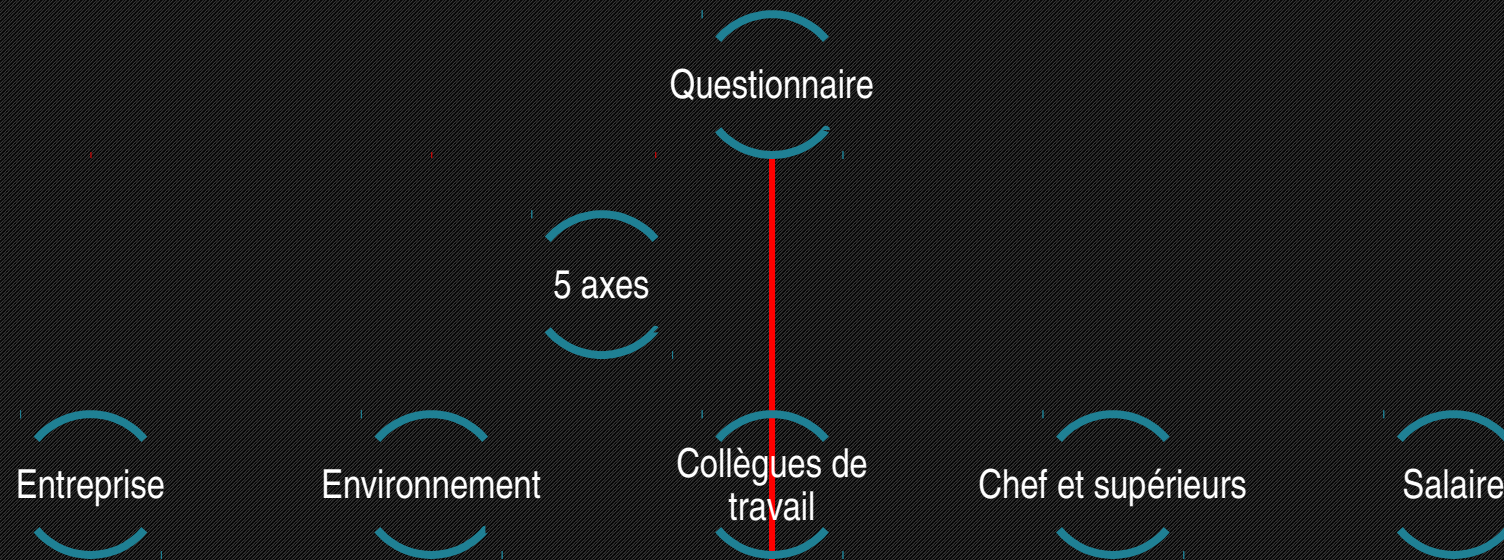 Questionnaire
5 axes
Entreprise
Environnement
Collègues de
travail
Chef et supérieurs
Salaire